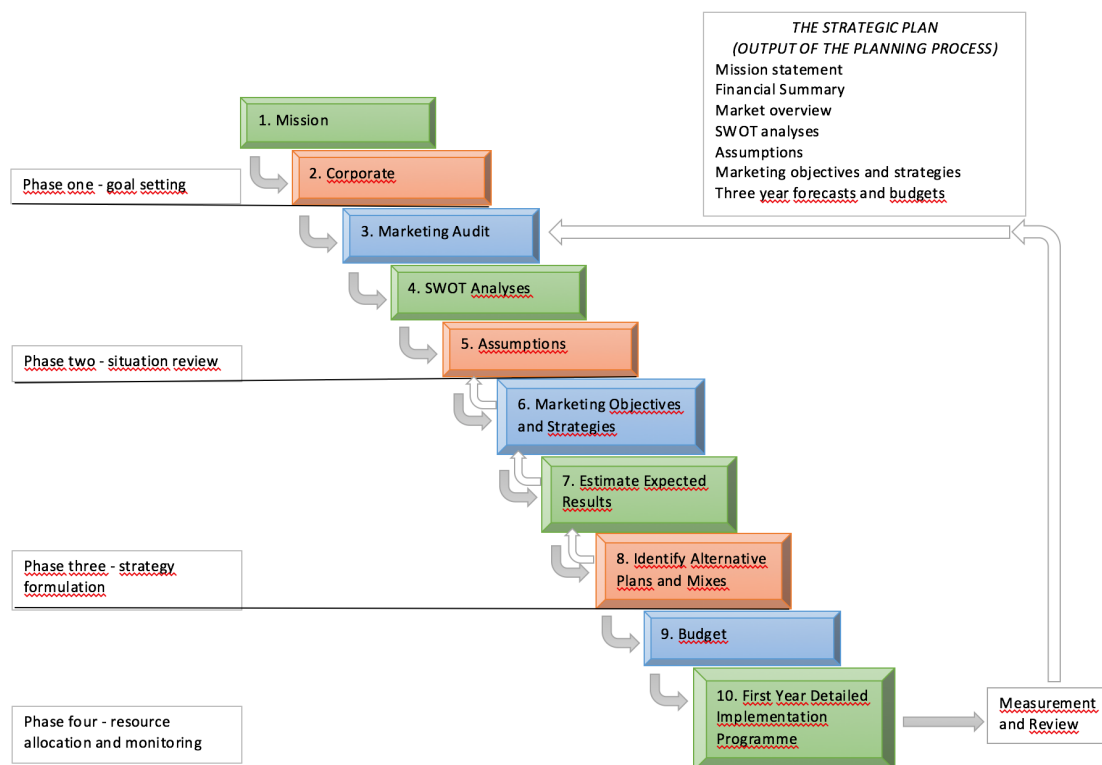 THE STRATEGIC PLAN
(OUTPUT OF THE PLANNING PROCESS)
Mission statement
Financial Summary
Market overview
SWOT analyses
Assumptions
Marketing objectives and strategies
Three year forecasts and budgets
1. Mission
2. Corporate
Phase one - goal setting
3. Marketing Audit
4. SWOT Analyses
5. Assumptions
Phase two - situation review
6. Marketing Objectives
and Strategies
7. Estimate Expected
Results
8. Identify Alternative
Plans and Mixes
Phase three - strategy
formulation
9. Budget
10. First Year Detailed
Implementation
Programme
Measurement
and Review
Phase four - resource
allocation and monitoring